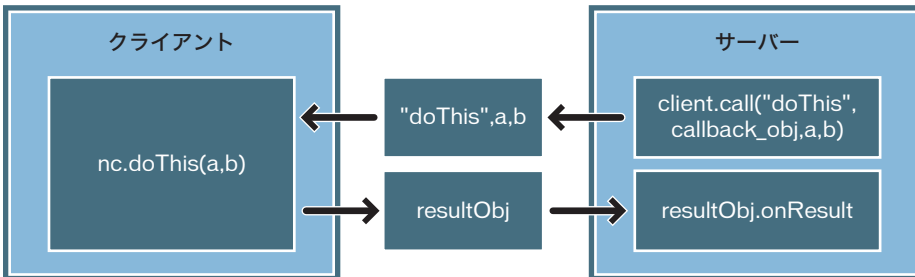 クライアント
サーバー
nc.doThis(a,b)
"doThis",a,b
client.call("doThis",
callback_obj,a,b)
resultObj
resultObj.onResult